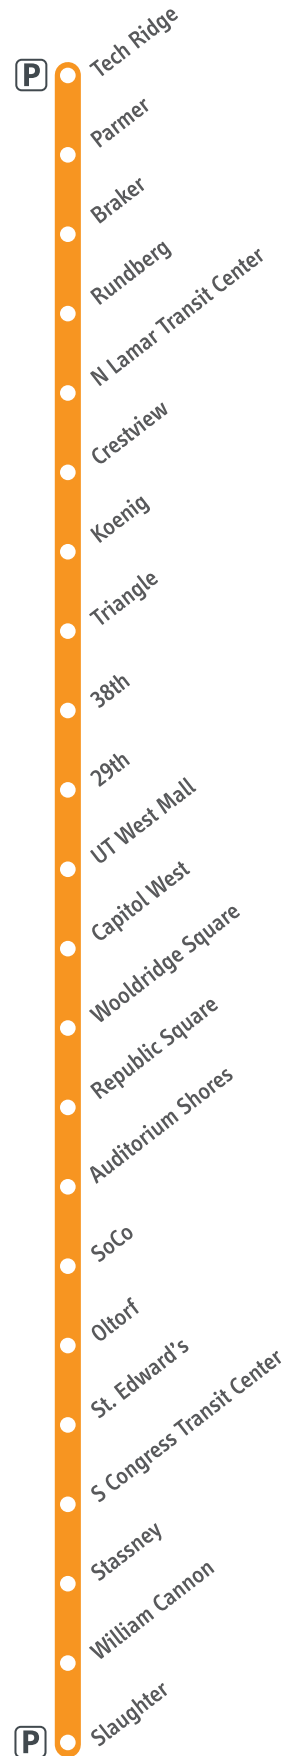 P
Tech Ridge
Parmer
Braker
Rundberg
N Lamar Transit Center
Crestview
Koenig
Triangle
38th
29th
UT West Mall
Capitol West
Wooldridge Square
Republic Square
Auditorium Shores
SoCo
Oltorf
St. Edward’s
S Congress Transit Center
Stassney
William Cannon
Slaughter
P